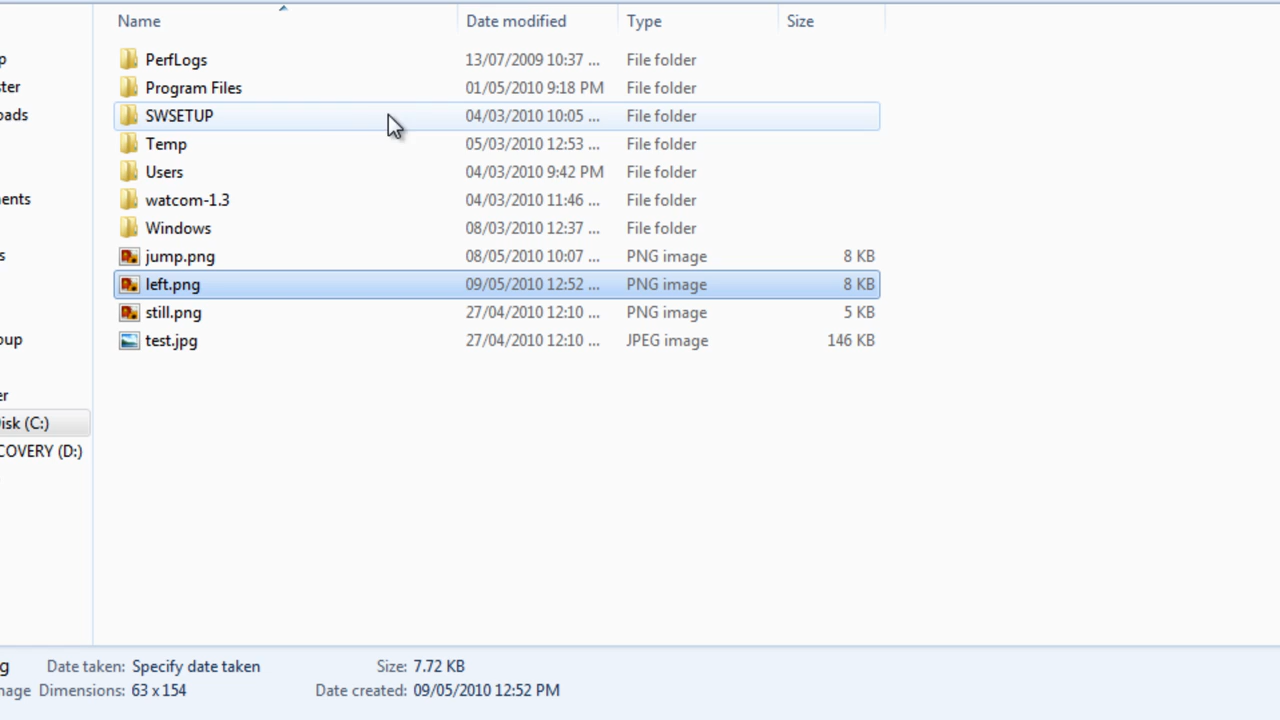 Name Date modified Type Size
PerfLogs 13/07/2009 10:37 ... File folder
Program Files 01/05/2010 9:18 PM File folder
SWSETUP 04/03/2010 10:05 ... File folder
Temp 05/03/2010 12:53 ... File folder
Users 04/03/2010 9:42 PM File folder
watcom-1.3 04/03/2010 11:46 ... File folder
Windows 08/03/2010 12:37 ... File folder
jump.png 08/05/2010 10:07 ... PNG image 8 KB
left.png 09/05/2010 12:52 ... PNG image 8 KB
still.png 27/04/2010 12:10 ... PNG image 5 KB
test.jpg 27/04/2010 12:10 ... JPEG image 146 KB
(C:)
(D:)
Date taken: Specify date taken Size: 7.72 KB
Dimensions: 63 x 154 Date created: 09/05/2010 12:52 PM